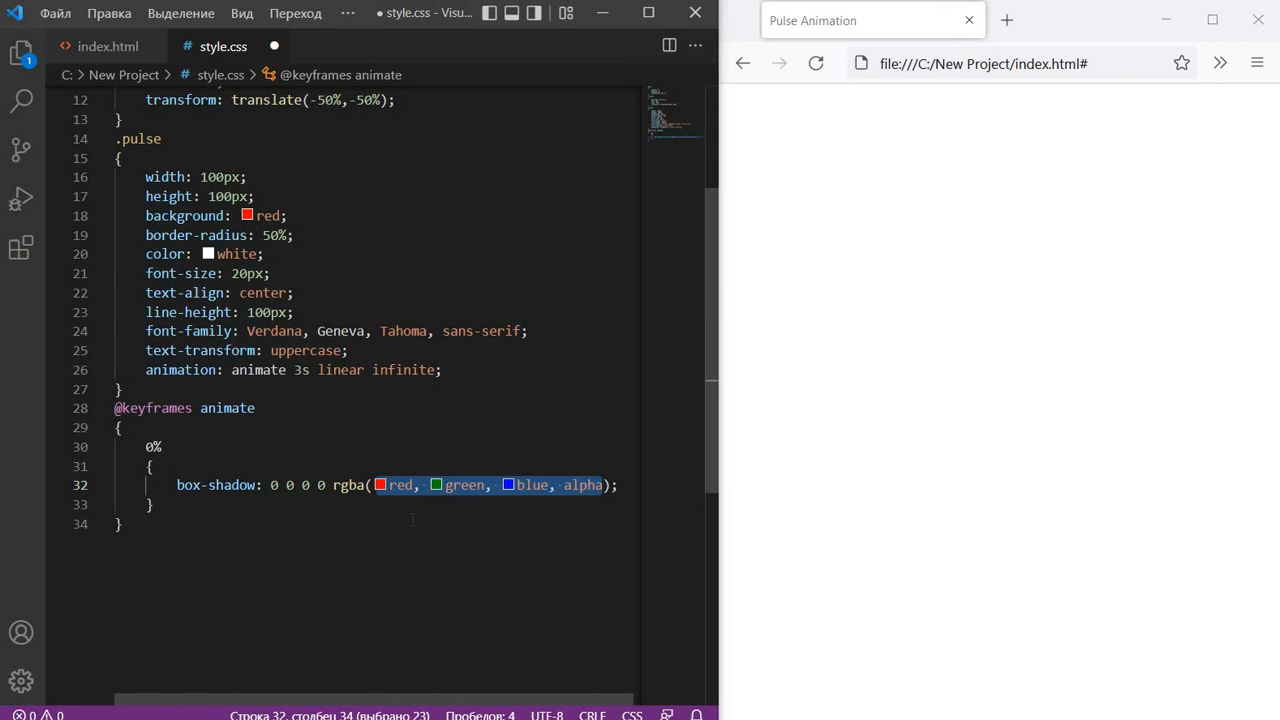 Файл Правка Выделение Вид Переход ··· ● style.css - Visu...
Pulse Animation
index.html
style.css
file:///C:/New Project/index.html#
C: > New Project > # style.css > @keyframes animate
12 transform: translate(-50%,-50%);
13 }
14 .pulse
15 {
16 width: 100px;
17 height: 100px;
18 background: red;
19 border-radius: 50%;
20 color: white;
21 font-size: 20px;
22 text-align: center;
23 line-height: 100px;
24 font-family: Verdana, Geneva, Tahoma, sans-serif;
25 text-transform: uppercase;
26 animation: animate 3s linear infinite;
27 }
28 @keyframes animate
29 {
30 0%
31 {
32 box-shadow: 0 0 0 0 rgba(red, green, blue, alpha);
33 }
34 }
1
0 0 Строка 32, столбец 34 (выбрано 23) Пробелов: 4 UTF-8 CRLF CSS